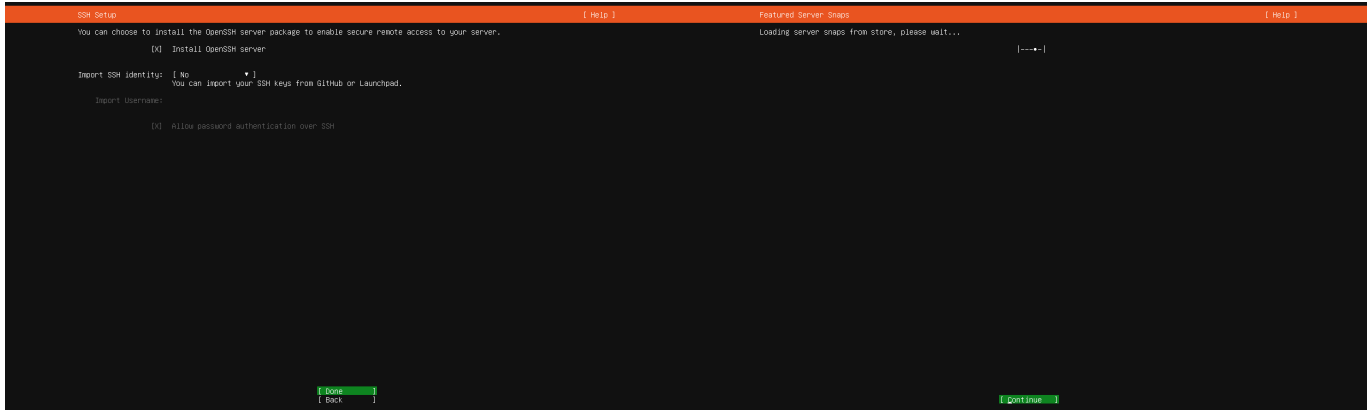 SSH Setup [ Help ]
You can choose to install the OpenSSH server package to enable secure remote access to your server.
[X] Install OpenSSH server
Import SSH identity: [ No ▾ ]
You can import your SSH keys from GitHub or Launchpad.
Import Username:
[X] Allow password authentication over SSH
[ Done ]
[ Back ]
Featured Server Snaps [ Help ]
Loading server snaps from store, please wait...
|---•-|
[ Continue ]